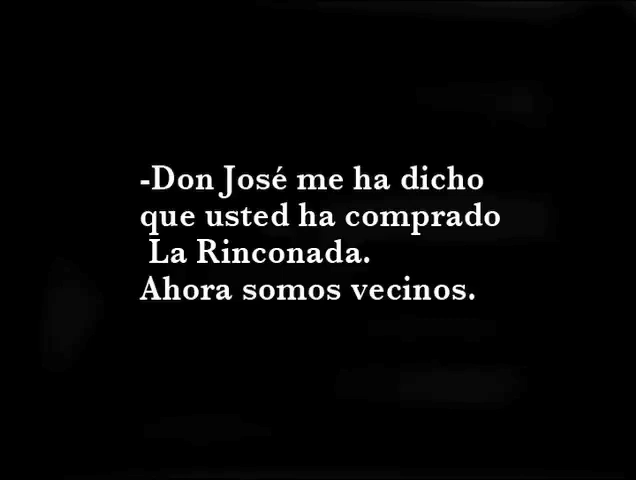 -Don José me ha dicho
que usted ha comprado
La Rinconada.
Ahora somos vecinos.